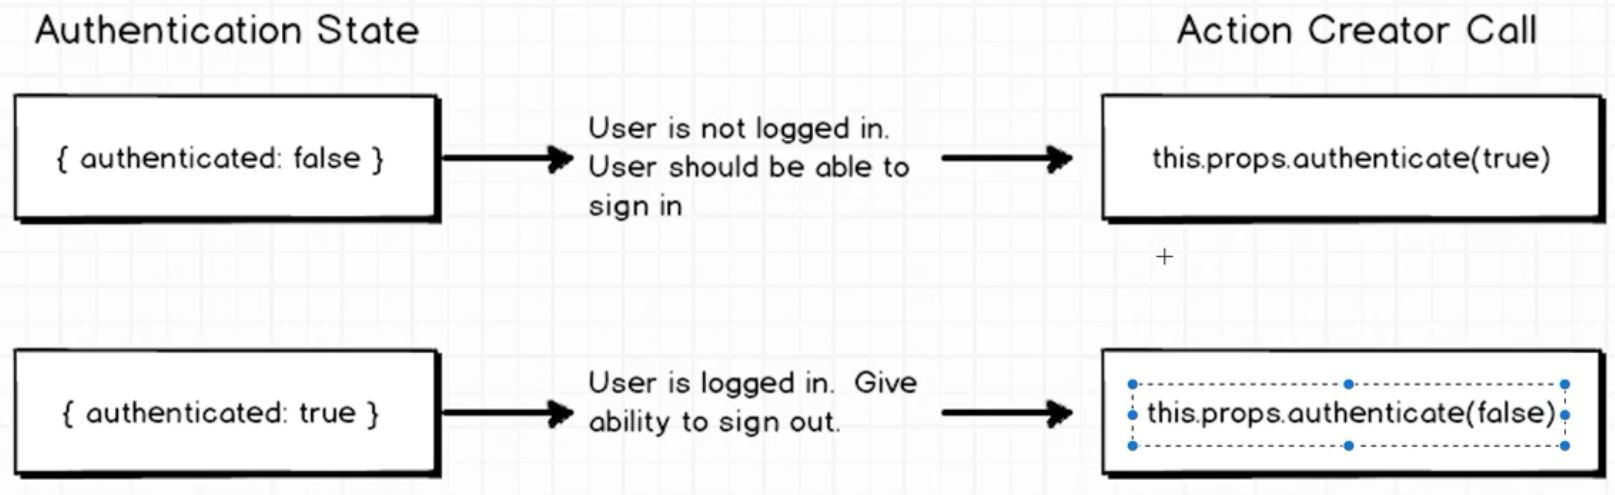 Authentication State
Action Creator Call
{ authenticated: false }
User is not logged in.
User should be able to
sign in
this.props.authenticate(true)
{ authenticated: true }
User is logged in.  Give
ability to sign out.
this.props.authenticate(false)